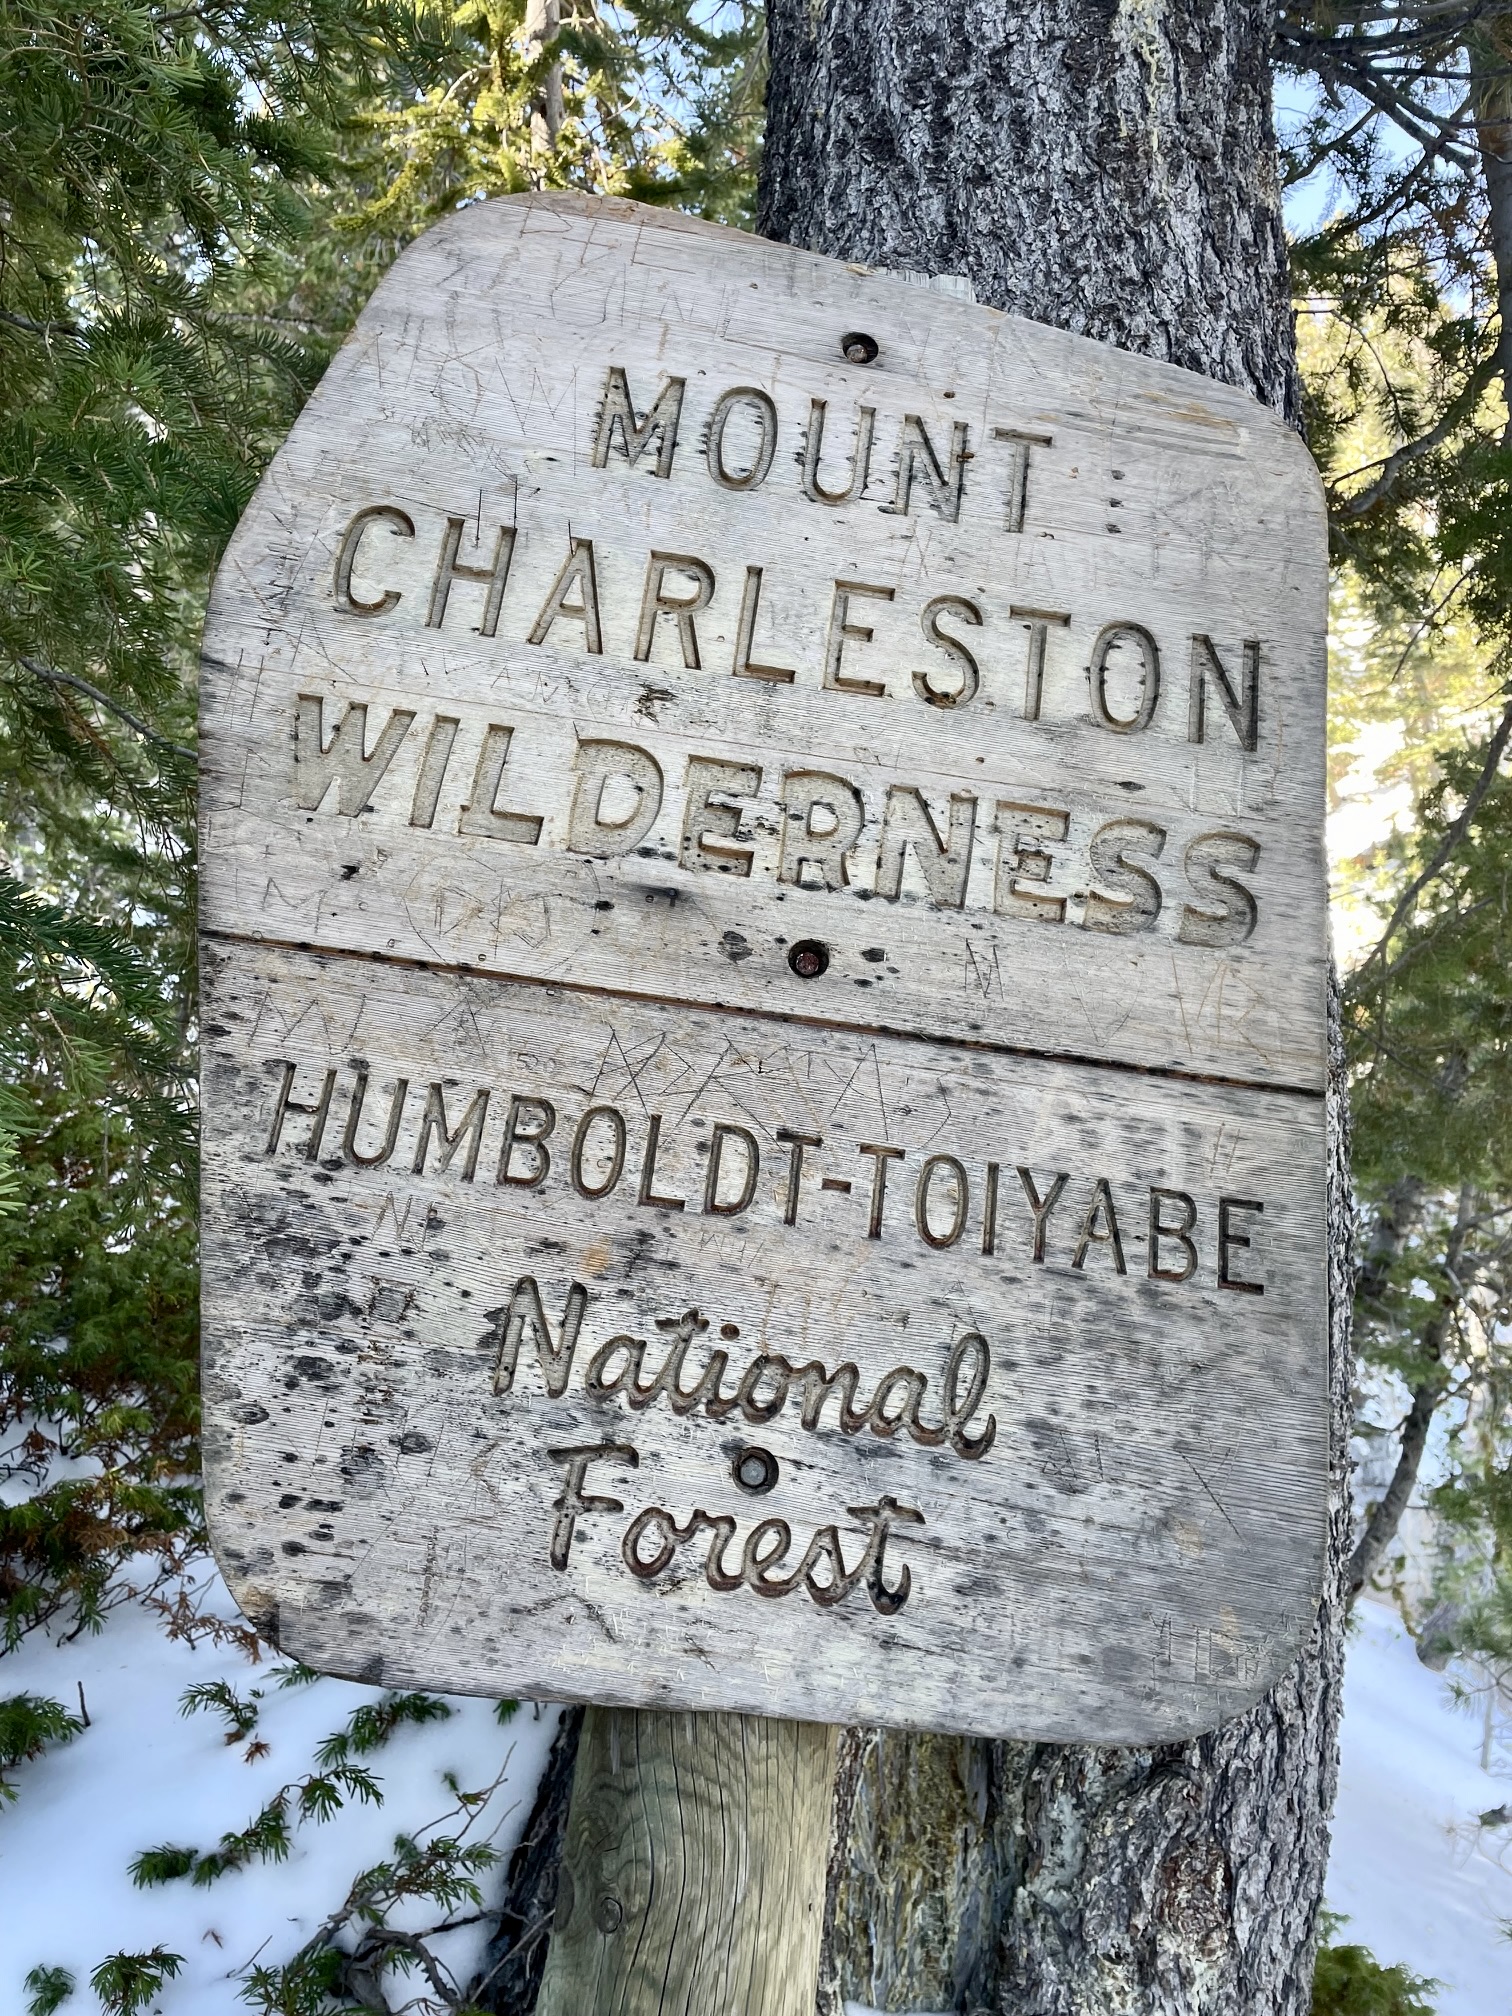 MOUNT
CHARLESTON
WILDERNESS
HUMBOLDT-TOIYABE
National
Forest